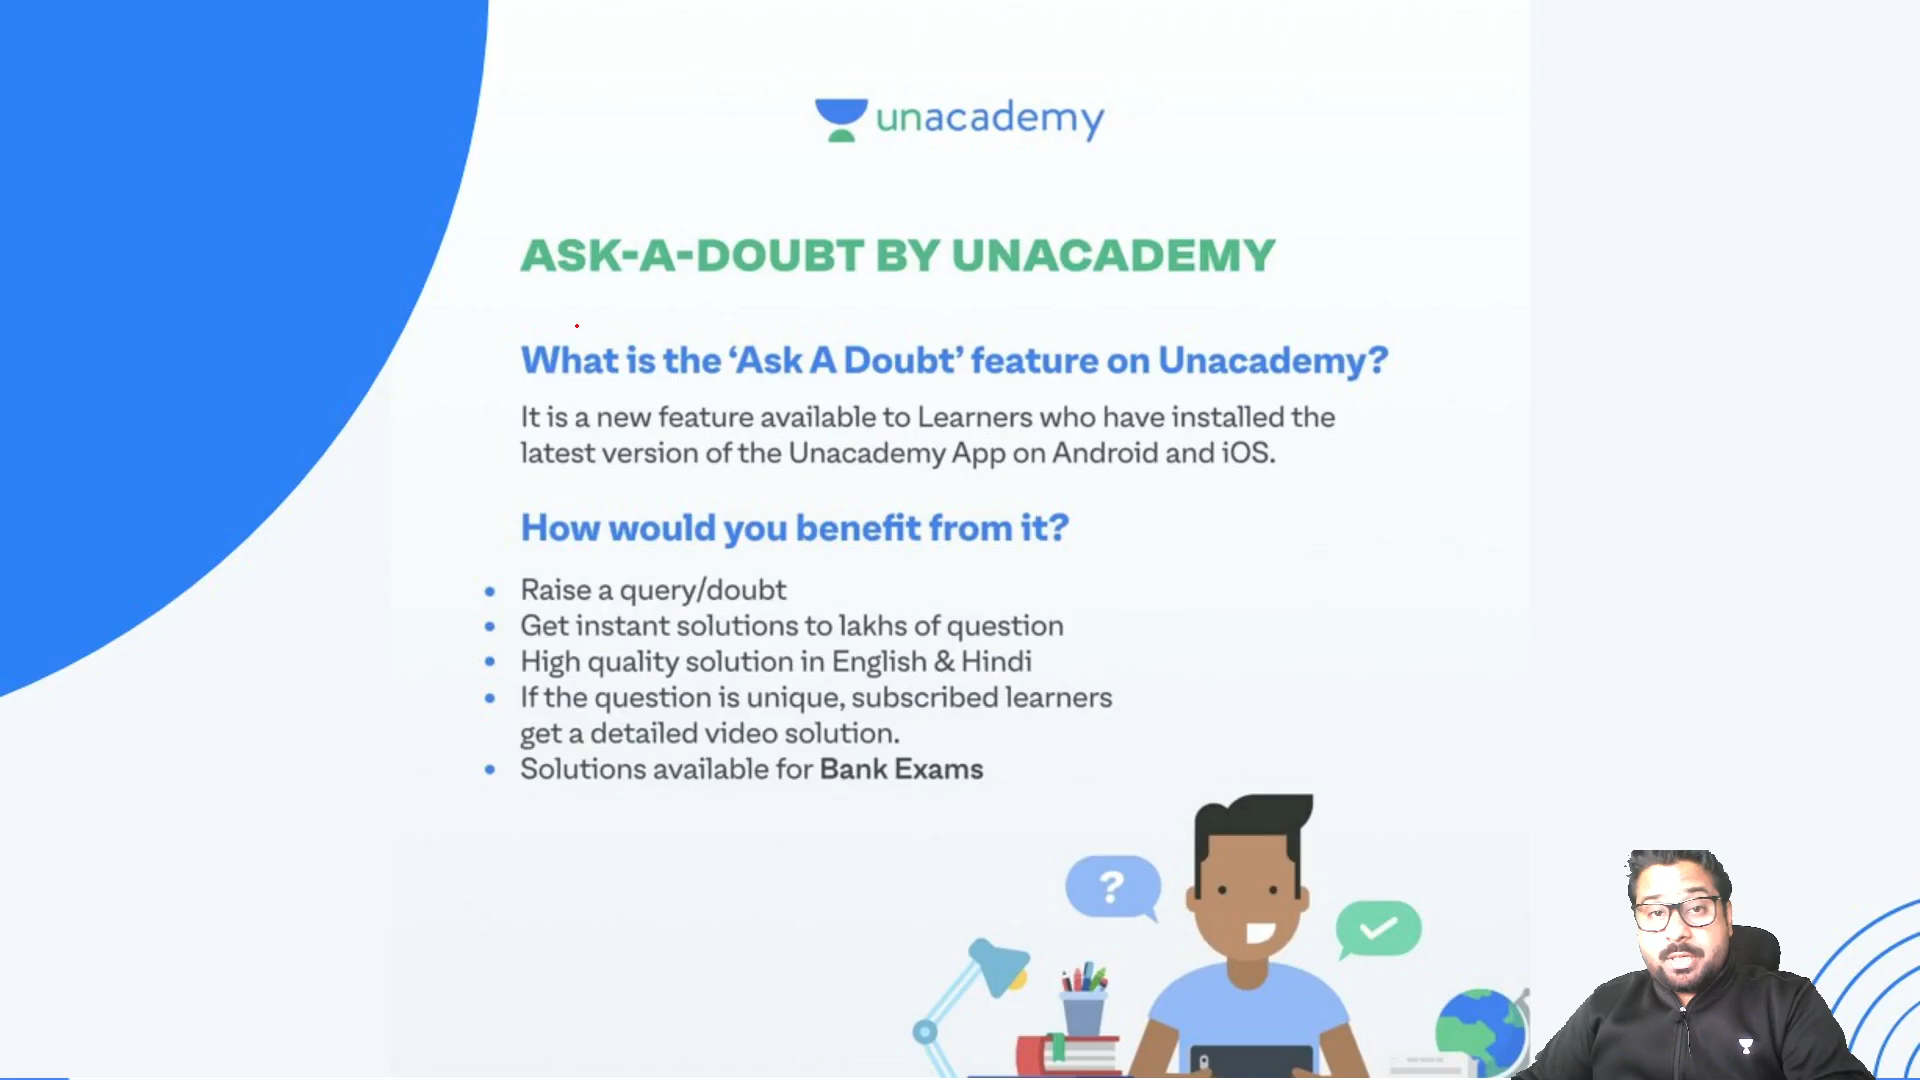 unacademy
ASK-A-DOUBT BY UNACADEMY
What is the ‘Ask A Doubt’ feature on Unacademy?
It is a new feature available to Learners who have installed the
latest version of the Unacademy App on Android and iOS.
How would you benefit from it?
• Raise a query/doubt
• Get instant solutions to lakhs of question
• High quality solution in English & Hindi
• If the question is unique, subscribed learners
get a detailed video solution.
• Solutions available for Bank Exams
?